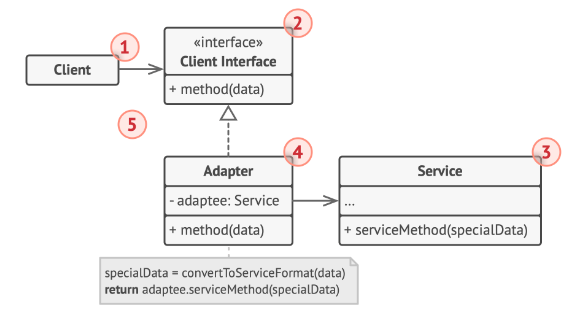 1
2
«interface»
Client Interface
Client
+ method(data)
5
4
3
Adapter
Service
- adaptee: Service
...
+ method(data)
+ serviceMethod(specialData)
specialData = convertToServiceFormat(data)
return adaptee.serviceMethod(specialData)